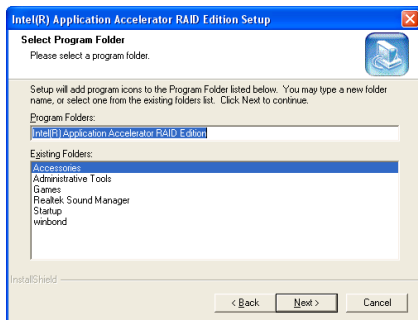 Intel(R) Application Accelerator RAID Edition Setup
Select Program Folder
Please select a program folder.
Setup will add program icons to the Program Folder listed below. You may type a new folder
name, or select one from the existing folders list. Click Next to continue.
Program Folders:
Intel(R) Application Accelerator RAID Edition
Existing Folders:
Accessories
Administrative Tools
Games
Realtek Sound Manager
Startup
winbond
InstallShield
< Back
Next >
Cancel